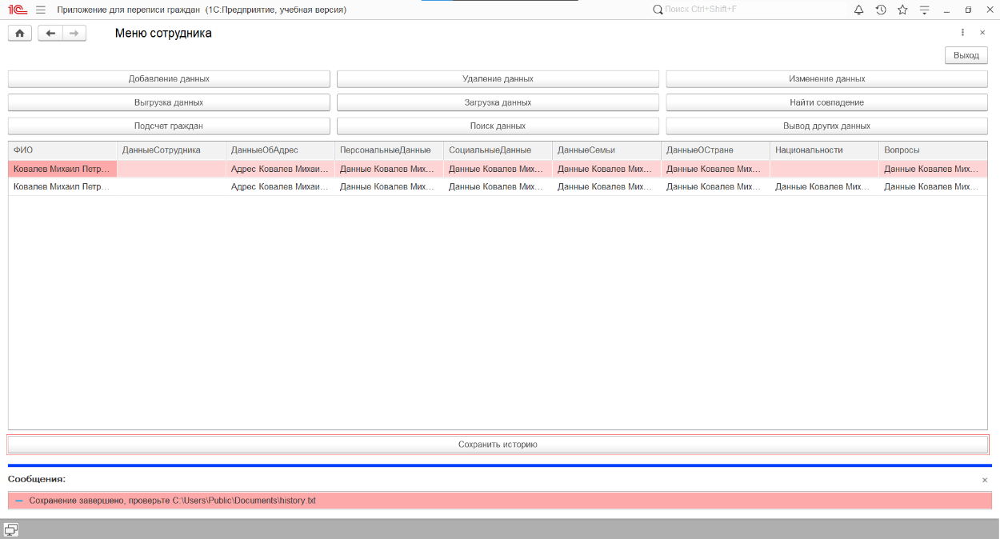 1С Приложение для переписи граждан (1С:Предприятие, учебная версия) Поиск Ctrl+Shift+F
Меню сотрудника
Выход
Добавление данных Удаление данных Изменение данных
Выгрузка данных Загрузка данных Найти совпадение
Подсчет граждан Поиск данных Вывод других данных
ФИО ДанныеСотрудника ДанныеОбАдрес ПерсональныеДанные СоциальныеДанные ДанныеСемьи ДанныеОСтране Национальности Вопросы
Ковалев Михаил Петр... Адрес Ковалев Михаи... Данные Ковалев Мих... Данные Ковалев Мих... Данные Ковалев Мих... Данные Ковалев Мих... Данные Ковалев Мих...
Ковалев Михаил Петр... Адрес Ковалев Михаи... Данные Ковалев Мих... Данные Ковалев Мих... Данные Ковалев Мих... Данные Ковалев Мих... Данные Ковалев Мих... Данные Ковалев Мих...
Сохранить историю
Сообщения:
Сохранение завершено, проверьте C:\Users\Public\Documents\history.txt